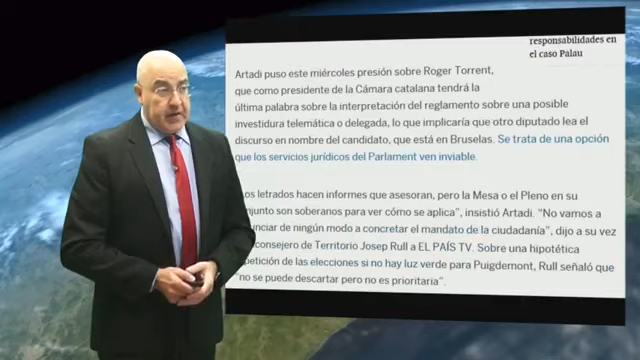 responsabilidades en
el caso Palau
Artadi puso este miércoles presión sobre Roger Torrent,
que como presidente de la Cámara catalana tendrá la
última palabra sobre la interpretación del reglamento sobre una posible
investidura telemática o delegada, lo que implicaría que otro diputado lea el
discurso en nombre del candidato, que está en Bruselas. Se trata de una opción
que los servicios jurídicos del Parlament ven inviable.
os letrados hacen informes que asesoran, pero la Mesa o el Pleno en su
njunto son soberanos para ver cómo se aplica”, insistió Artadi. “No vamos a
nciar de ningún modo a concretar el mandato de la ciudadanía”, dijo a su vez
consejero de Territorio Josep Rull a EL PAÍS TV. Sobre una hipotética
petición de las elecciones si no hay luz verde para Puigdemont, Rull señaló que
“no se puede descartar pero no es prioritaria”.